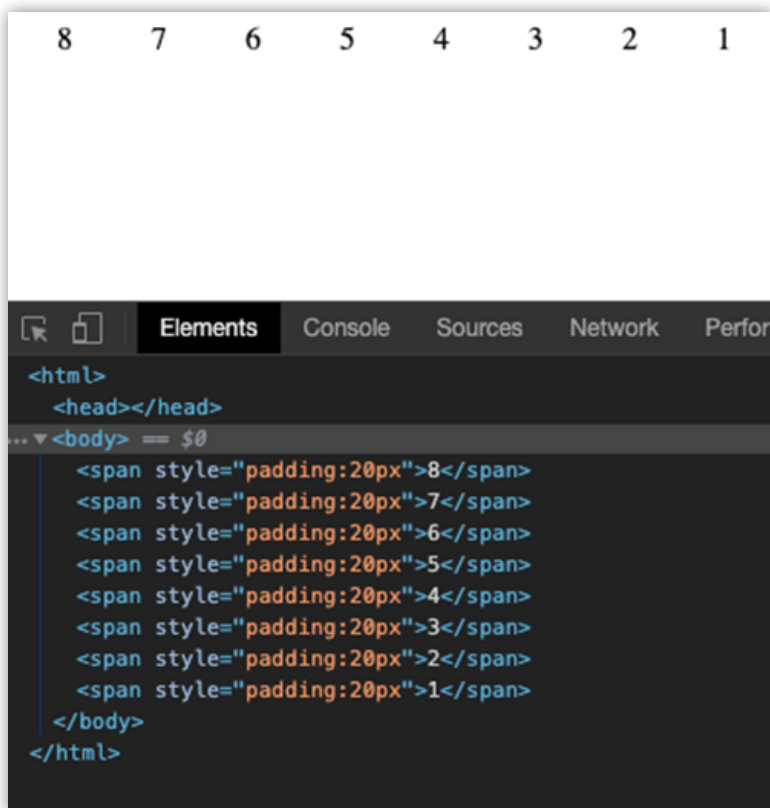 8 7 6 5 4 3 2 1
Elements Console Sources Network Perfor
<html>
<head></head>
... ▼<body> == $0
<span style="padding:20px">8</span>
<span style="padding:20px">7</span>
<span style="padding:20px">6</span>
<span style="padding:20px">5</span>
<span style="padding:20px">4</span>
<span style="padding:20px">3</span>
<span style="padding:20px">2</span>
<span style="padding:20px">1</span>
</body>
</html>